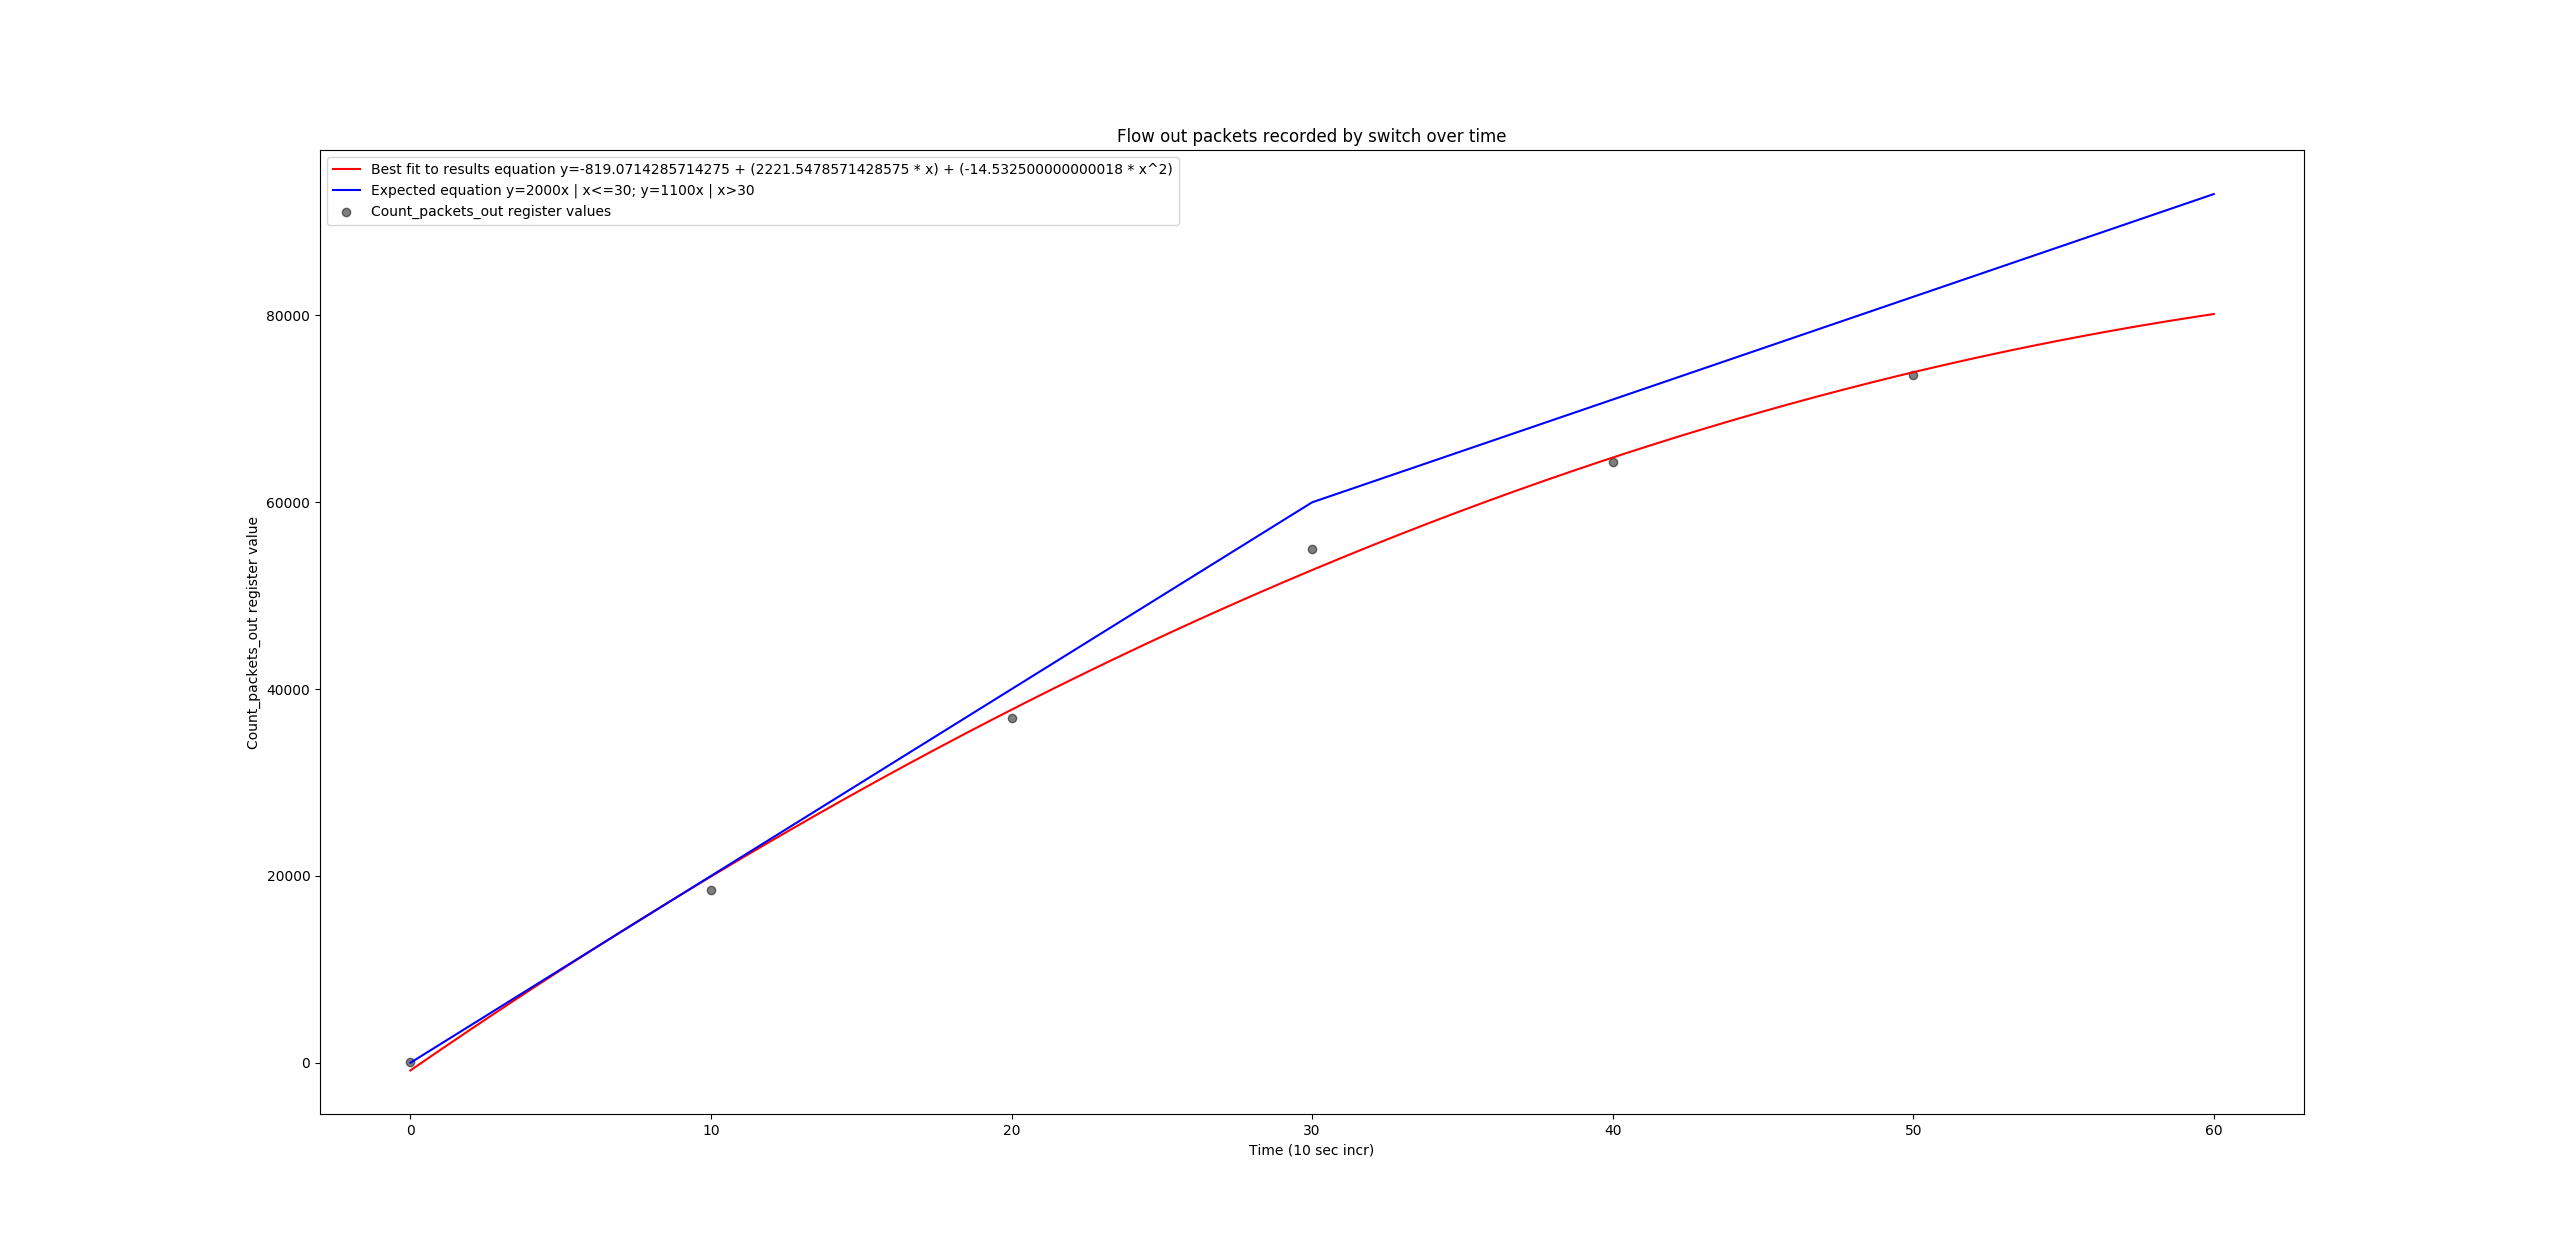 Flow out packets recorded by switch over time
Best fit to results equation y=-819.0714285714275 + (2221.5478571428575 * x) + (-14.532500000000018 * x^2)
Expected equation y=2000x | x<=30; y=1100x | x>30
Count_packets_out register values
80000
60000
40000
20000
0
Count_packets_out register value
0 10 20 30 40 50 60
Time (10 sec incr)